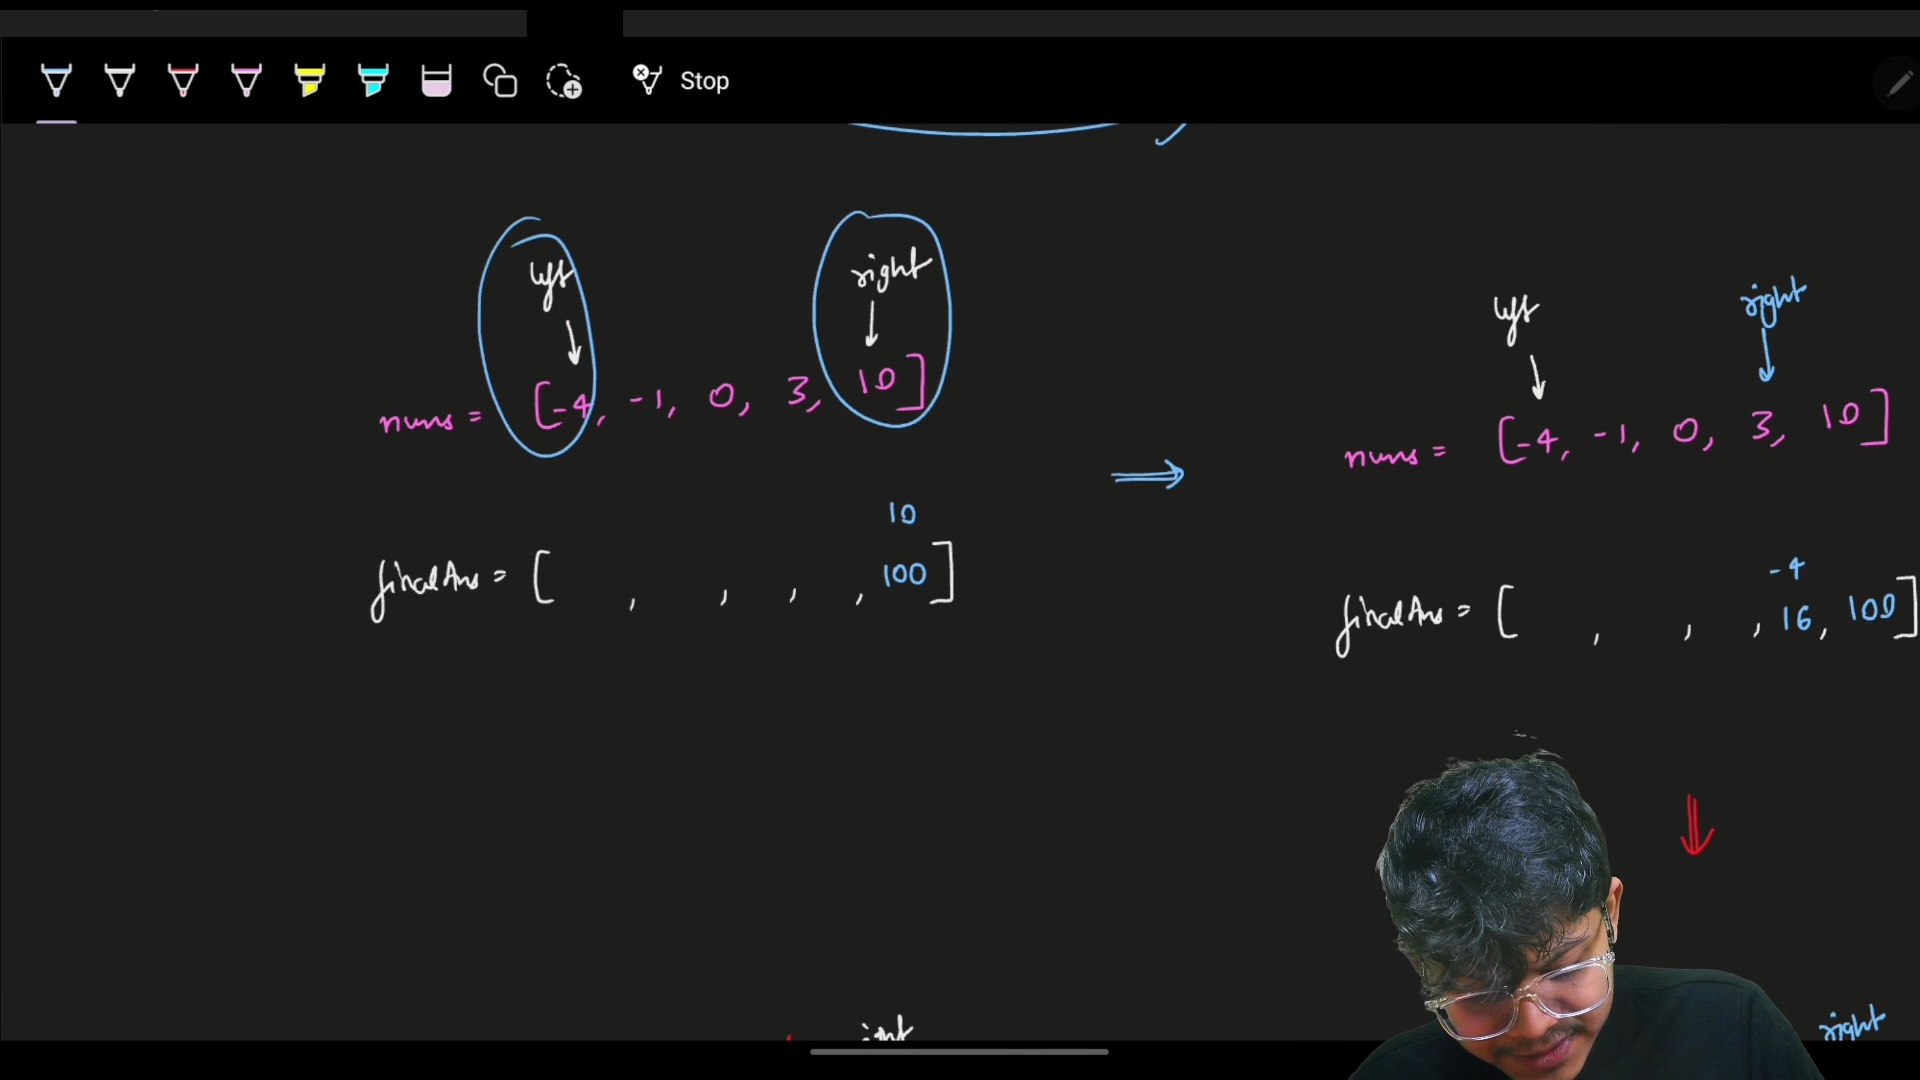 Stop
left
right
nums = [-4, -1, 0, 3, 10]
10
finalAns = [ , , , , 100]
left
right
nums = [-4, -1, 0, 3, 10]
-4
finalAns = [ , , , 16, 100]
right
right